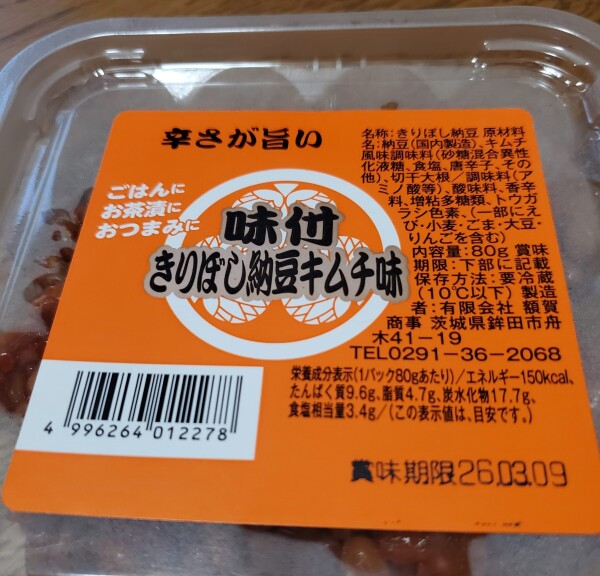 辛さが旨い
ごはんに
お茶漬に
おつまみに
味付
きりぼし納豆キムチ味
名称:きりぼし納豆 原材料
名:納豆(国内製造)、キムチ
風味調味料(砂糖混合異性
化液糖、食塩、唐辛子、その
他)、切干大根/調味料(ア
ミノ酸等)、酸味料、香辛
料、増粘多糖類、トウガ
ラシ色素、(一部にえ
び・小麦・ごま・大豆・
りんごを含む)
内容量:80g 賞味
期限:下部に記載
保存方法:要冷蔵
(10℃以下) 製造
者:有限会社 額賀
商事 茨城県鉾田市舟
木41-19
TEL0291-36-2068
栄養成分表示(1パック80gあたり)/エネルギー150kcal、
たんぱく質9.6g、脂質4.7g、炭水化物17.7g、
食塩相当量3.4g/(この表示値は、目安です。)
4 996264 012278
賞味期限26.03.09